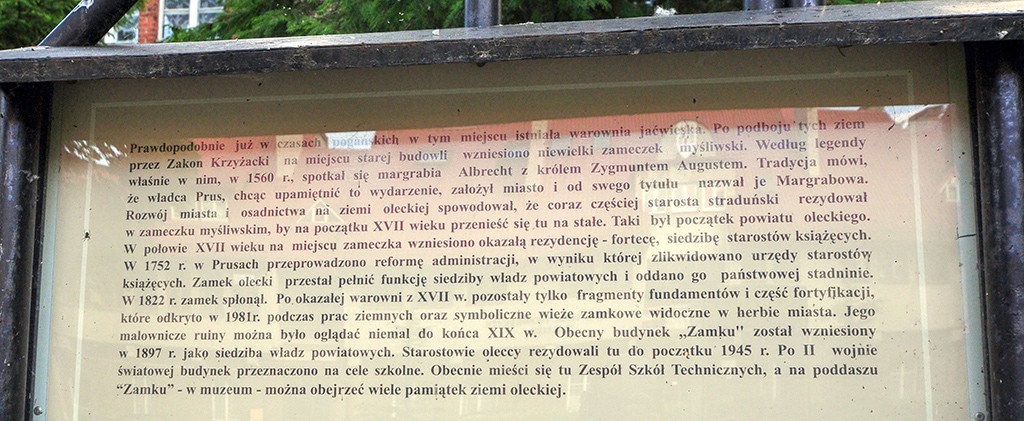 Prawdopodobnie już w czasach pogańskich w tym miejscu istniała warownia jaćwieska. Po podboju tych ziem
przez Zakon Krzyżacki na miejscu starej budowli wzniesiono niewielki zameczek myśliwski. Według legendy
właśnie w nim, w 1560 r., spotkał się margrabia Albrecht z królem Zygmuntem Augustem. Tradycja mówi,
że władca Prus, chcąc upamiętnić to wydarzenie, założył miasto i od swego tytułu nazwał je Margrabowa.
Rozwój miasta i osadnictwa na ziemi oleckiej spowodował, że coraz częściej starosta straduński rezydował
w zameczku myśliwskim, by na początku XVII wieku przenieść się tu na stałe. Taki był początek powiatu oleckiego.
W połowie XVII wieku na miejscu zameczka wzniesiono okazałą rezydencję - fortecę, siedzibę starostów książęcych.
W 1752 r. w Prusach przeprowadzono reformę administracji, w wyniku której zlikwidowano urzędy starostów
książęcych. Zamek olecki przestał pełnić funkcję siedziby władz powiatowych i oddano go państwowej stadninie.
W 1822 r. zamek spłonął. Po okazałej warowni z XVII w. pozostały tylko fragmenty fundamentów i część fortyfikacji,
które odkryto w 1981r. podczas prac ziemnych oraz symboliczne wieże zamkowe widoczne w herbie miasta. Jego
malownicze ruiny można było oglądać niemal do końca XIX w. Obecny budynek „Zamku" został wzniesiony
w 1897 r. jako siedziba władz powiatowych. Starostowie oleccy rezydowali tu do początku 1945 r. Po II wojnie
światowej budynek przeznaczono na cele szkolne. Obecnie mieści się tu Zespół Szkół Technicznych, a na poddaszu
“Zamku” - w muzeum - można obejrzeć wiele pamiątek ziemi oleckiej.